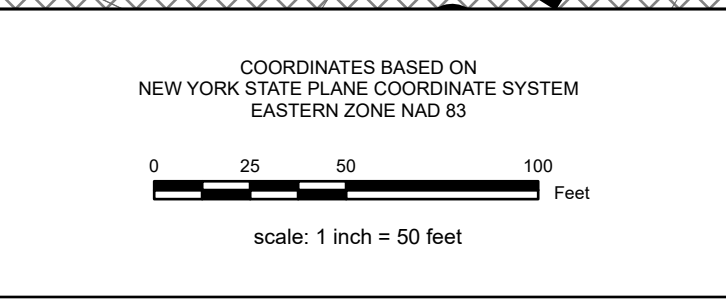 COORDINATES BASED ON
NEW YORK STATE PLANE COORDINATE SYSTEM
EASTERN ZONE NAD 83
0 25 50 100
Feet
scale: 1 inch = 50 feet